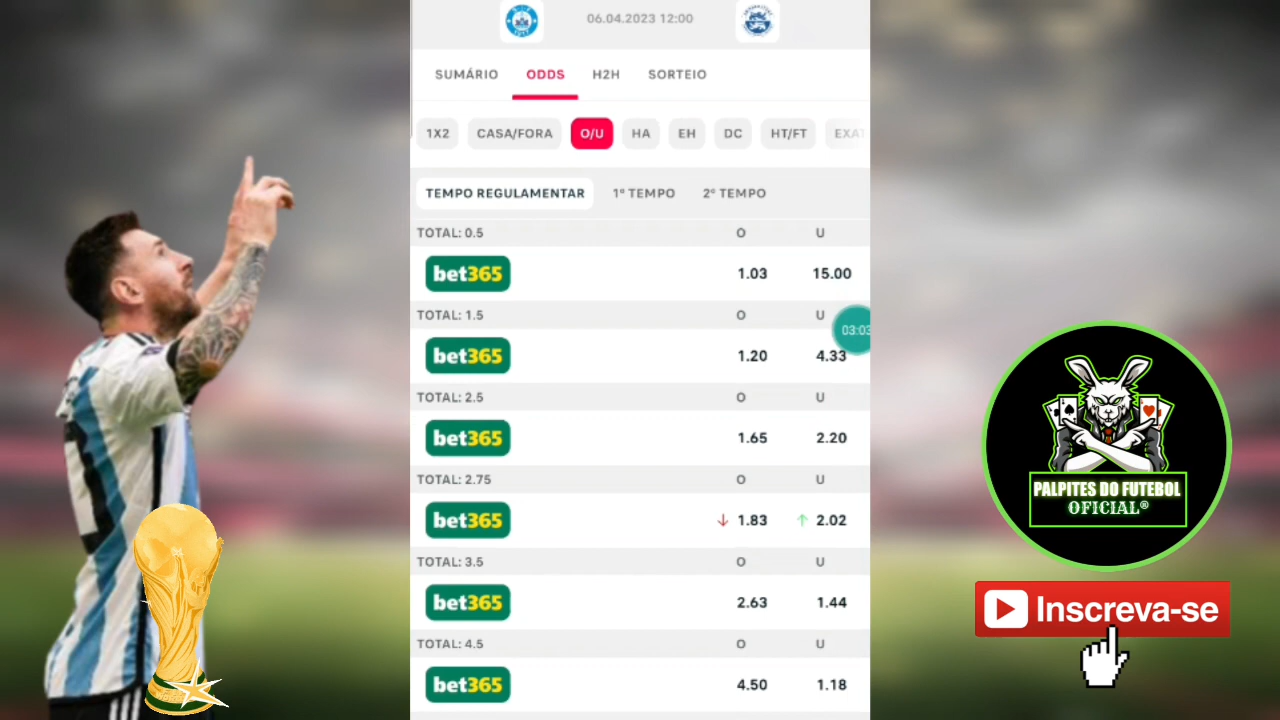 06.04.2023 12:00
SUMÁRIO ODDS H2H SORTEIO
1X2 CASA/FORA O/U HA EH DC HT/FT EXA
TEMPO REGULAMENTAR 1º TEMPO 2º TEMPO
TOTAL: 0.5 O U
bet365 1.03 15.00
TOTAL: 1.5 O U
03:03
bet365 1.20 4.33
TOTAL: 2.5 O U
bet365 1.65 2.20
TOTAL: 2.75 O U
bet365 ↓ 1.83 ↑ 2.02
TOTAL: 3.5 O U
bet365 2.63 1.44
TOTAL: 4.5 O U
bet365 4.50 1.18
PALPITES DO FUTEBOL
OFICIAL®
Inscreva-se